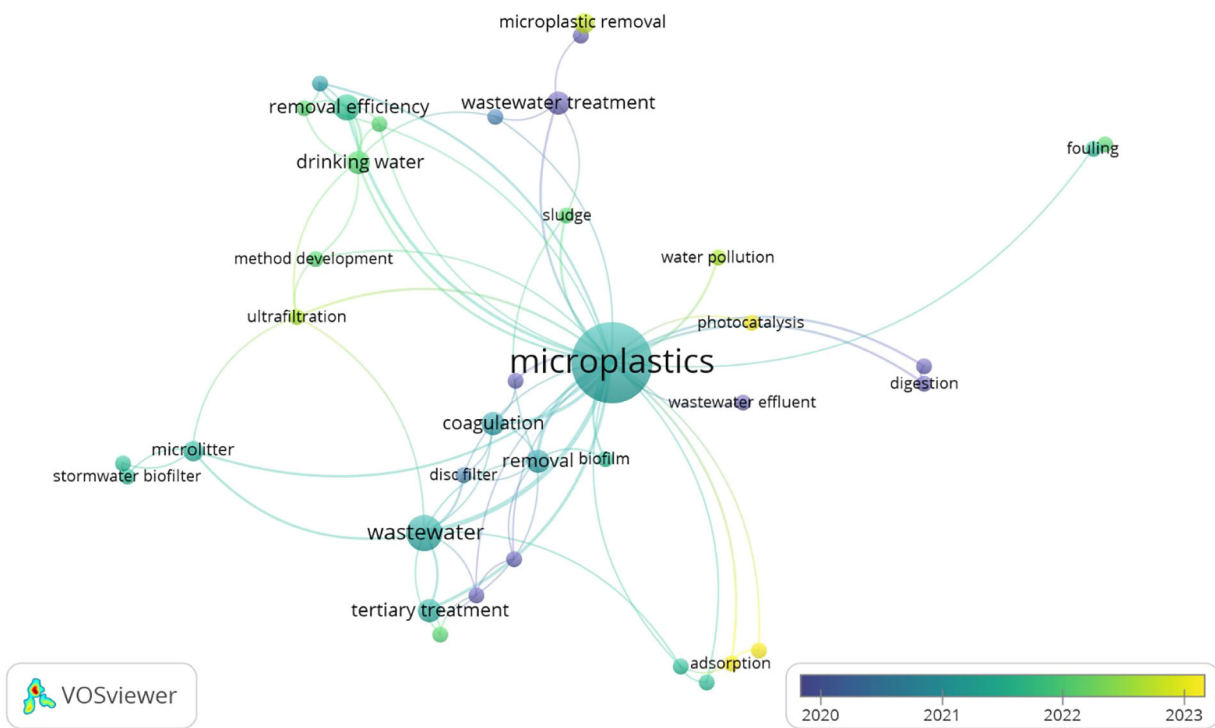 microplastic removal
removal efficiency
wastewater treatment
drinking water
fouling
sludge
method development
water pollution
ultrafiltration
photocatalysis
microplastics
digestion
wastewater effluent
coagulation
microlitter
removal
biofilm
stormwater biofilter
disc filter
wastewater
tertiary treatment
adsorption
VOSviewer
2020
2021
2022
2023